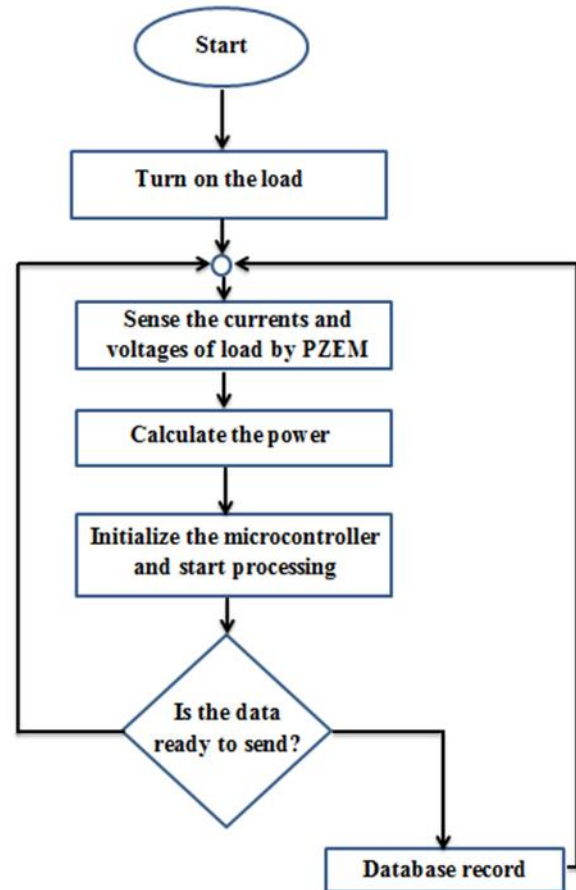 Start
Turn on the load
Sense the currents and
voltages of load by PZEM
Calculate the power
Initialize the microcontroller
and start processing
Is the data
ready to send?
Database record